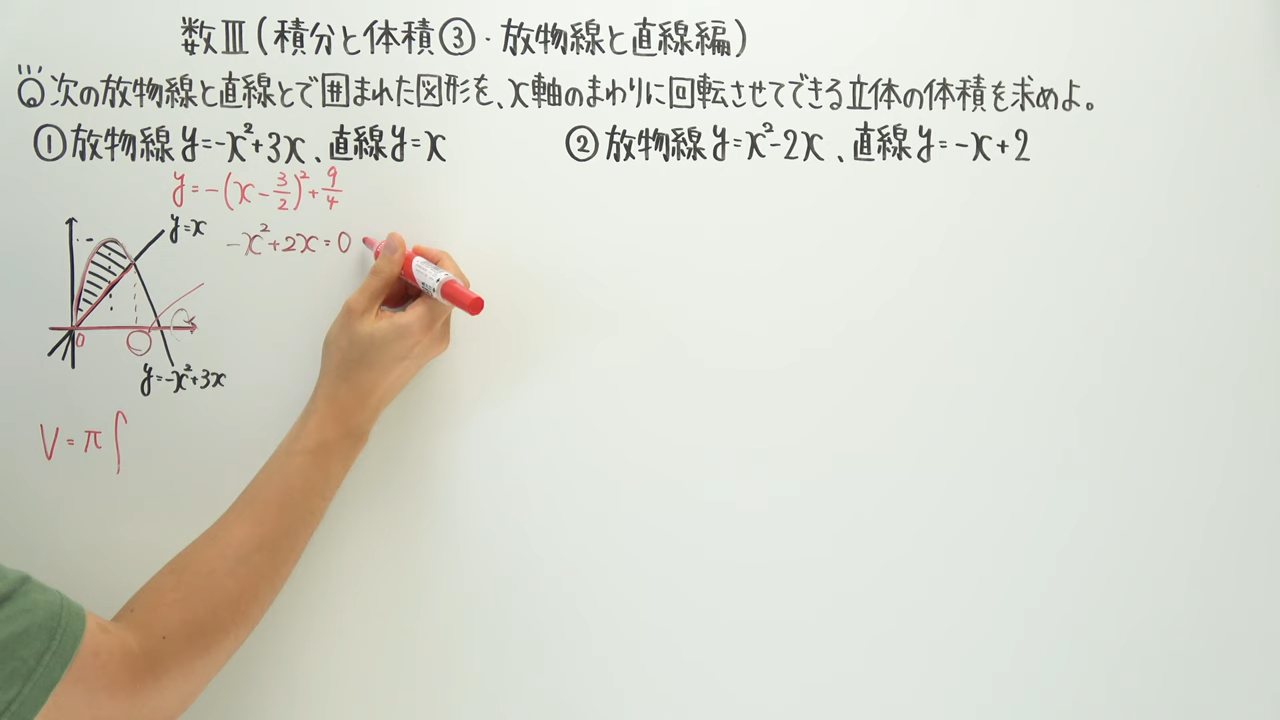 数Ⅲ(積分と体積③・放物線と直線編)
Q 次の放物線と直線とで囲まれた図形を、x軸のまわりに回転させてできる立体の体積を求めよ。
①放物線y=-x²+3x、直線y=x
②放物線y=x²-2x、直線y=-x+2
y=-(x-3/2)²+9/4
y=x
-x²+2x=0
0
y=-x²+3x
V=π∫